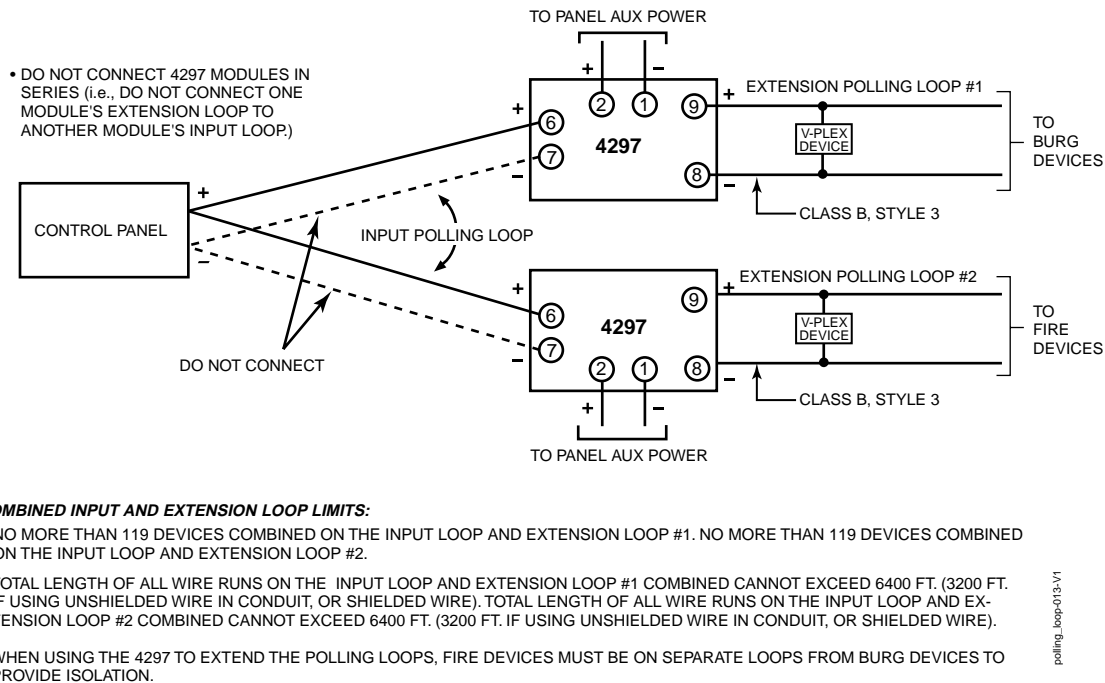 TO PANEL AUX POWER
• DO NOT CONNECT 4297 MODULES IN
SERIES (i.e., DO NOT CONNECT ONE
MODULE'S EXTENSION LOOP TO
ANOTHER MODULE'S INPUT LOOP.)
+ –
2 1 9
+ 6
7 –
4297
8
+ EXTENSION POLLING LOOP #1
V-PLEX
DEVICE
–
TO
BURG
DEVICES
CLASS B, STYLE 3
CONTROL PANEL
+
–
INPUT POLLING LOOP
DO NOT CONNECT
+ 6
7 –
4297
9
8
2 1
+ –
+ EXTENSION POLLING LOOP #2
V-PLEX
DEVICE
–
TO
FIRE
DEVICES
CLASS B, STYLE 3
TO PANEL AUX POWER
OMBINED INPUT AND EXTENSION LOOP LIMITS:
NO MORE THAN 119 DEVICES COMBINED ON THE INPUT LOOP AND EXTENSION LOOP #1. NO MORE THAN 119 DEVICES COMBINED
ON THE INPUT LOOP AND EXTENSION LOOP #2.
TOTAL LENGTH OF ALL WIRE RUNS ON THE INPUT LOOP AND EXTENSION LOOP #1 COMBINED CANNOT EXCEED 6400 FT. (3200 FT.
IF USING UNSHIELDED WIRE IN CONDUIT, OR SHIELDED WIRE). TOTAL LENGTH OF ALL WIRE RUNS ON THE INPUT LOOP AND EX-
TENSION LOOP #2 COMBINED CANNOT EXCEED 6400 FT. (3200 FT. IF USING UNSHIELDED WIRE IN CONDUIT, OR SHIELDED WIRE).
WHEN USING THE 4297 TO EXTEND THE POLLING LOOPS, FIRE DEVICES MUST BE ON SEPARATE LOOPS FROM BURG DEVICES TO
PROVIDE ISOLATION.
polling_loop-013-V1